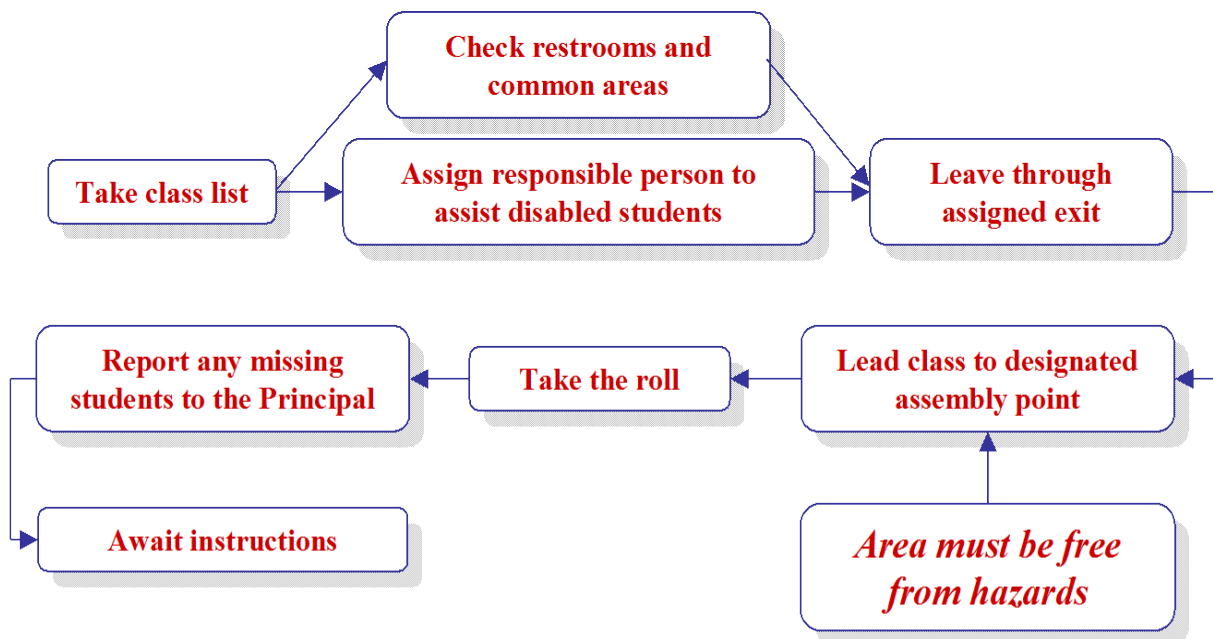 Check restrooms and
common areas
Take class list
Assign responsible person to
assist disabled students
Leave through
assigned exit
Report any missing
students to the Principal
Take the roll
Lead class to designated
assembly point
Await instructions
Area must be free
from hazards